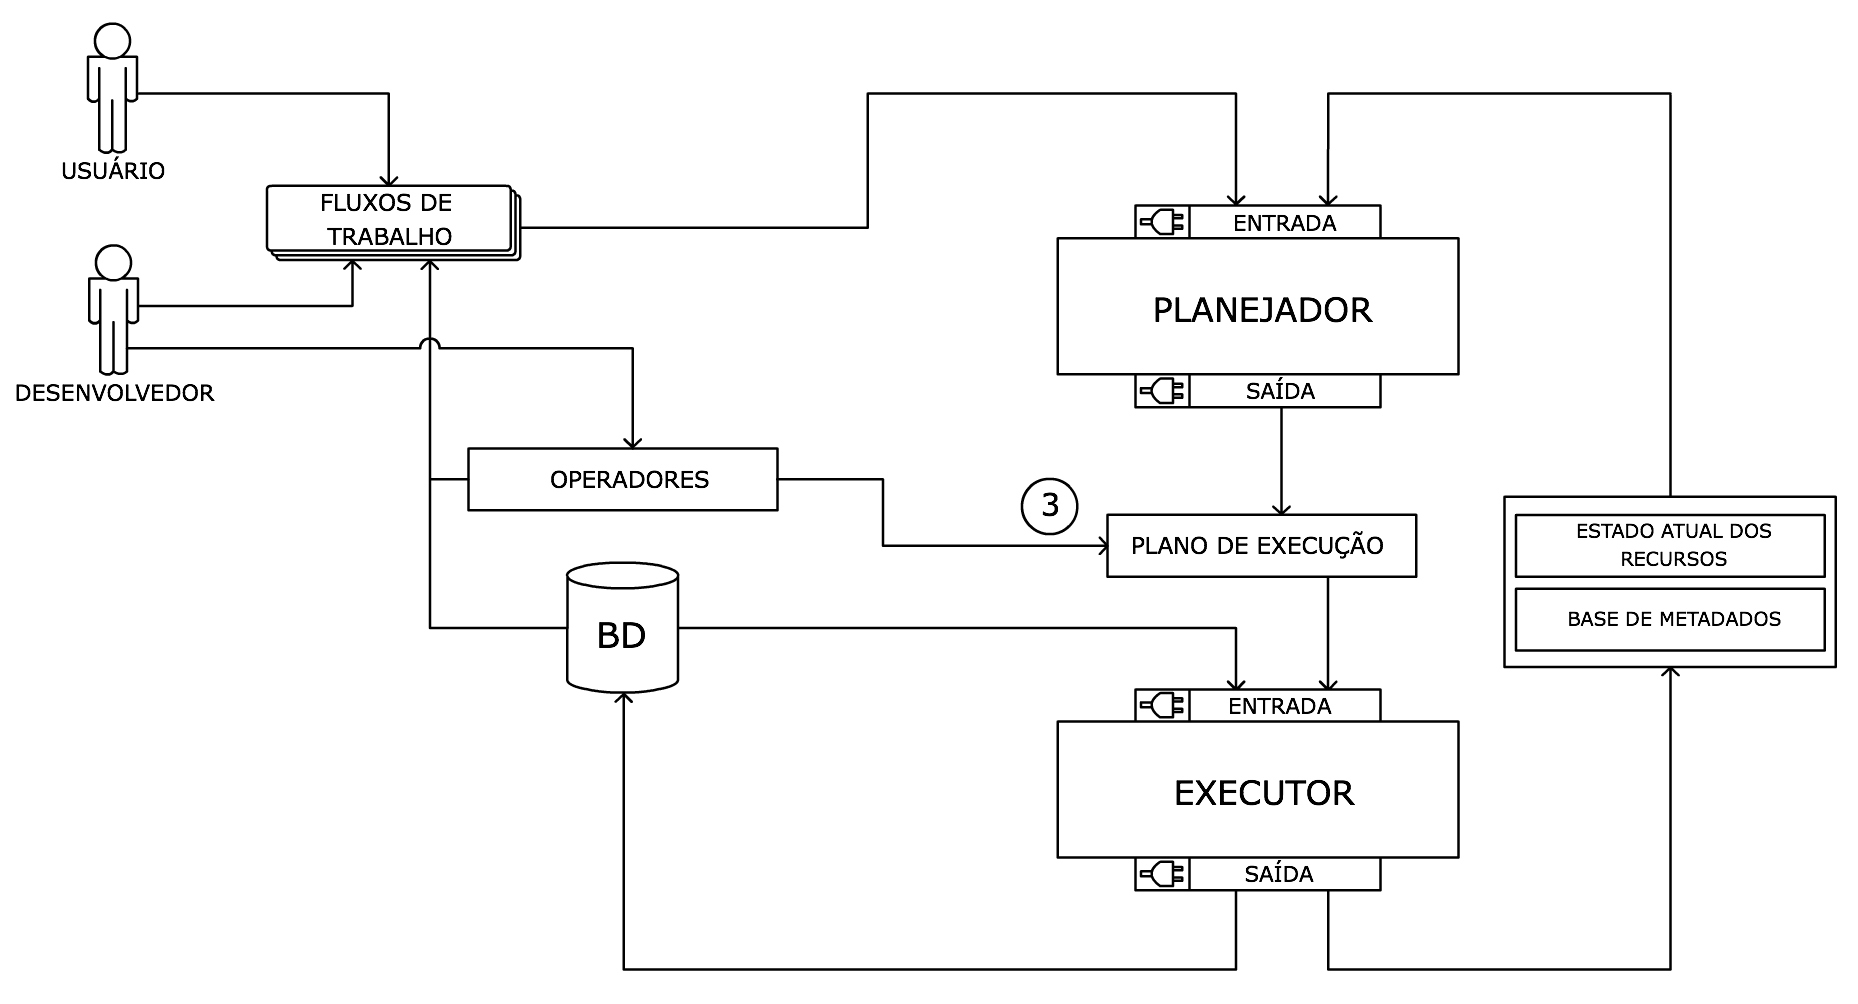 USUÁRIO
FLUXOS DE
TRABALHO
ENTRADA
PLANEJADOR
SAÍDA
DESENVOLVEDOR
OPERADORES
3
PLANO DE EXECUÇÃO
ESTADO ATUAL DOS
RECURSOS
BASE DE METADADOS
BD
ENTRADA
EXECUTOR
SAÍDA